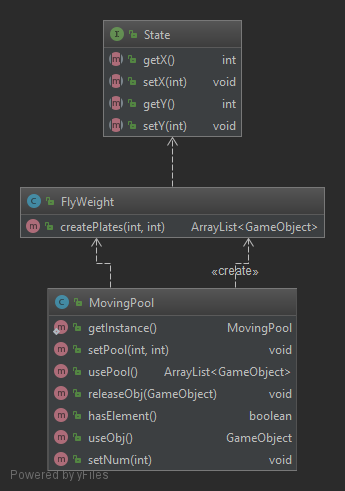 State
getX() int
setX(int) void
getY() int
setY(int) void
FlyWeight
createPlates(int, int) ArrayList<GameObject>
«create»
MovingPool
getInstance() MovingPool
setPool(int, int) void
usePool() ArrayList<GameObject>
releaseObj(GameObject) void
hasElement() boolean
useObj() GameObject
setNum(int) void
Powered by yFiles